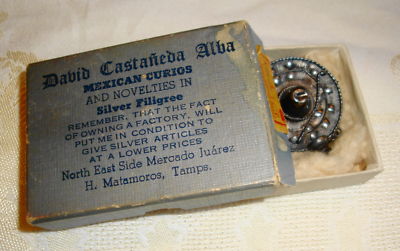 David Castañeda Alba
MEXICAN CURIOS
AND NOVELTIES IN
Silver Filigree
REMEMBER, THAT THE FACT
OF OWNING A FACTORY, WILL
PUT ME IN CONDITION TO
GIVE SILVER ARTICLES
AT A LOWER PRICES
North East Side Mercado Juárez
H. Matamoros, Tamps.